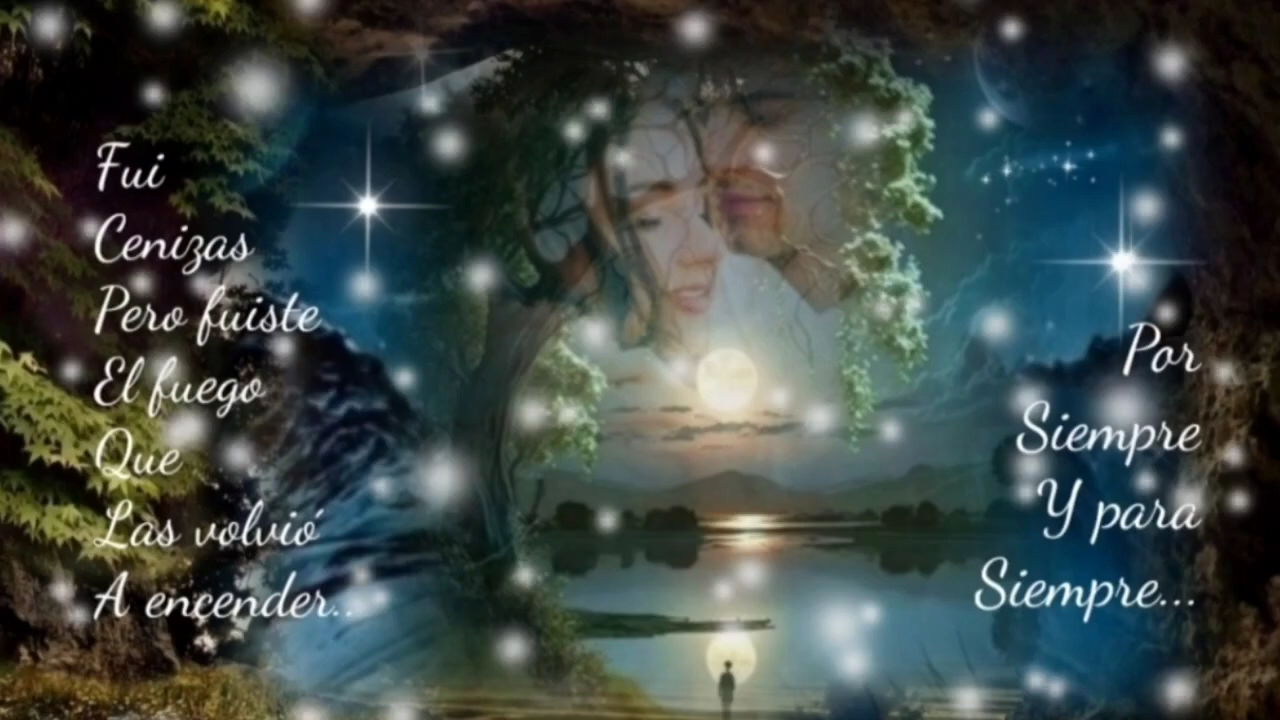 Fui
Cenizas
Pero fuiste
El fuego
Que
Las volvió
A encender..
Por
Siempre
Y para
Siempre...